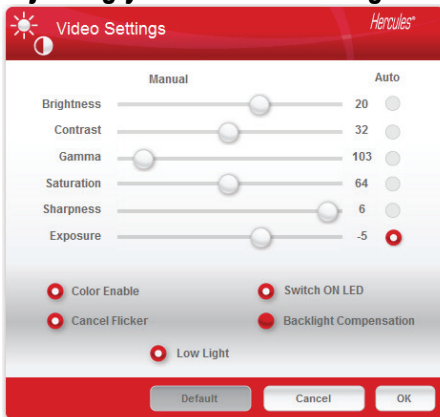 Video Settings
Hercules®
Manual
Auto
Brightness 20
Contrast 32
Gamma 103
Saturation 64
Sharpness 6
Exposure -5
Color Enable
Switch ON LED
Cancel Flicker
Backlight Compensation
Low Light
Default
Cancel
OK